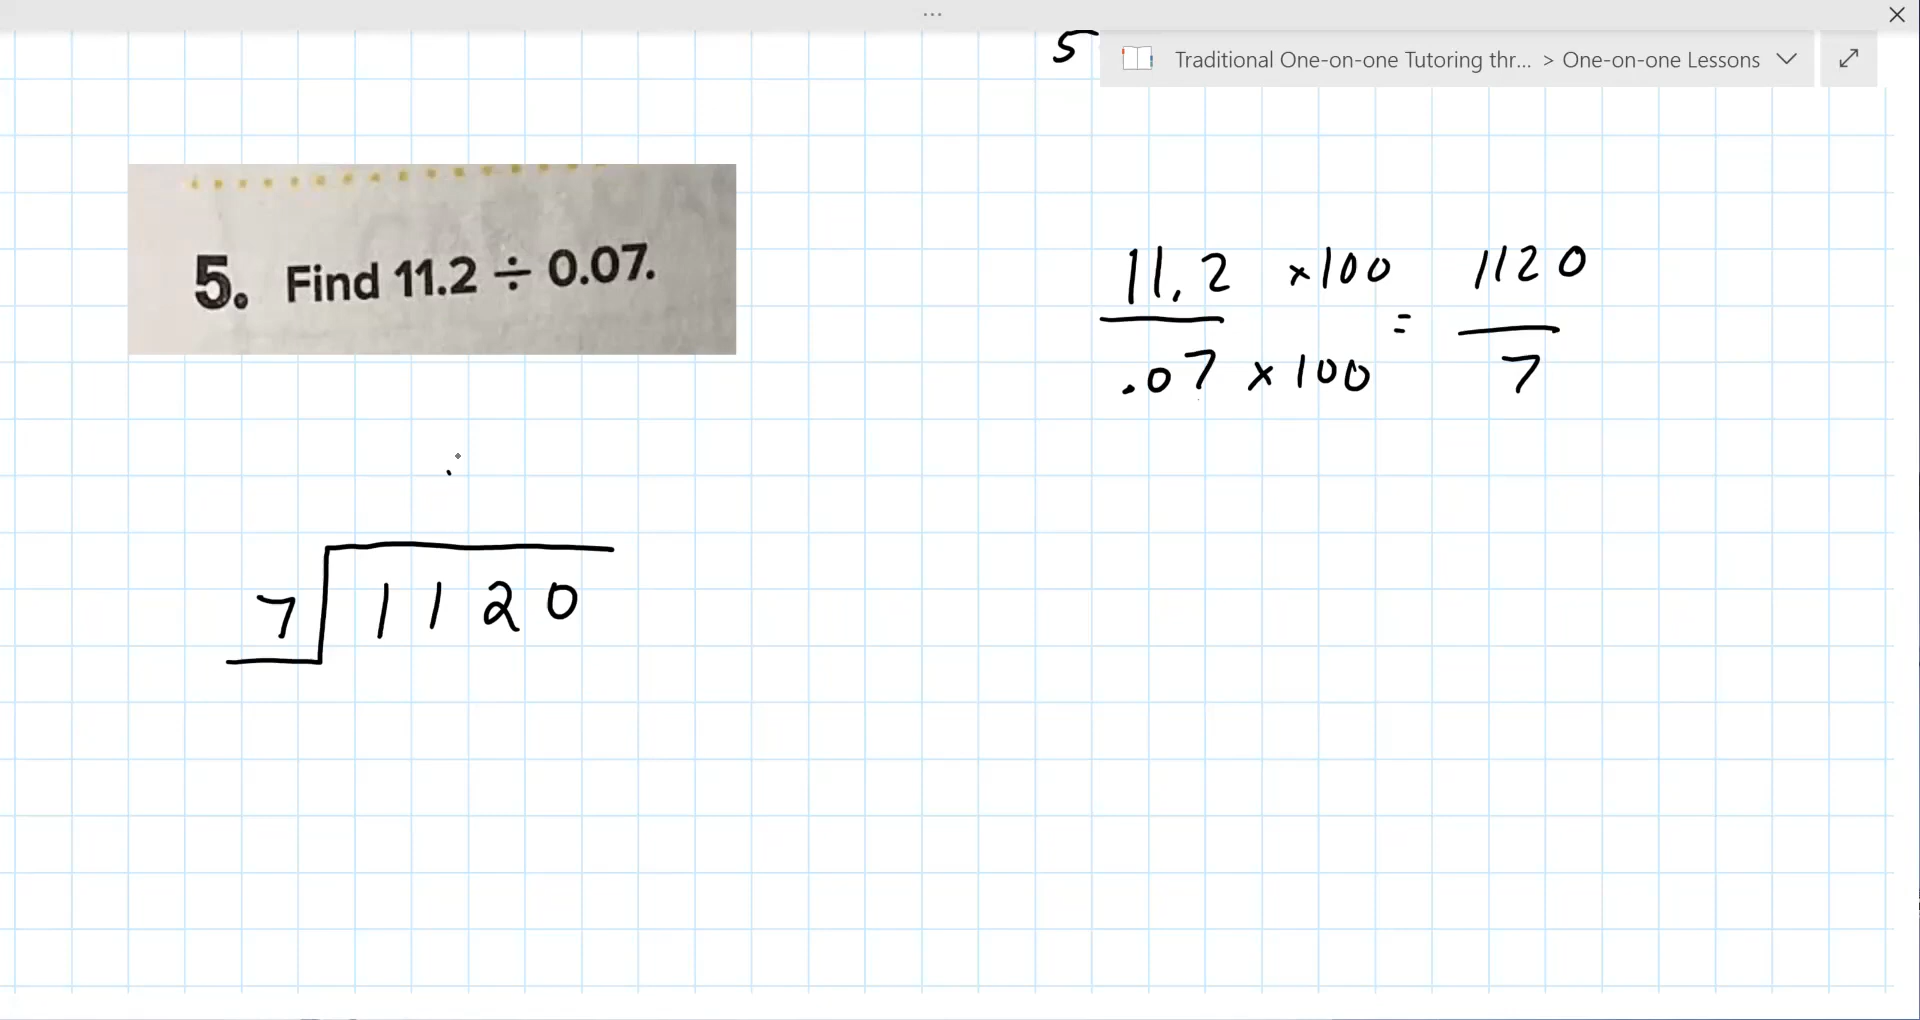 5
Traditional One-on-one Tutoring thr... > One-on-one Lessons
5. Find 11.2 ÷ 0.07.
11.2 ×100 = 1120
.07 ×100 7
7 1120